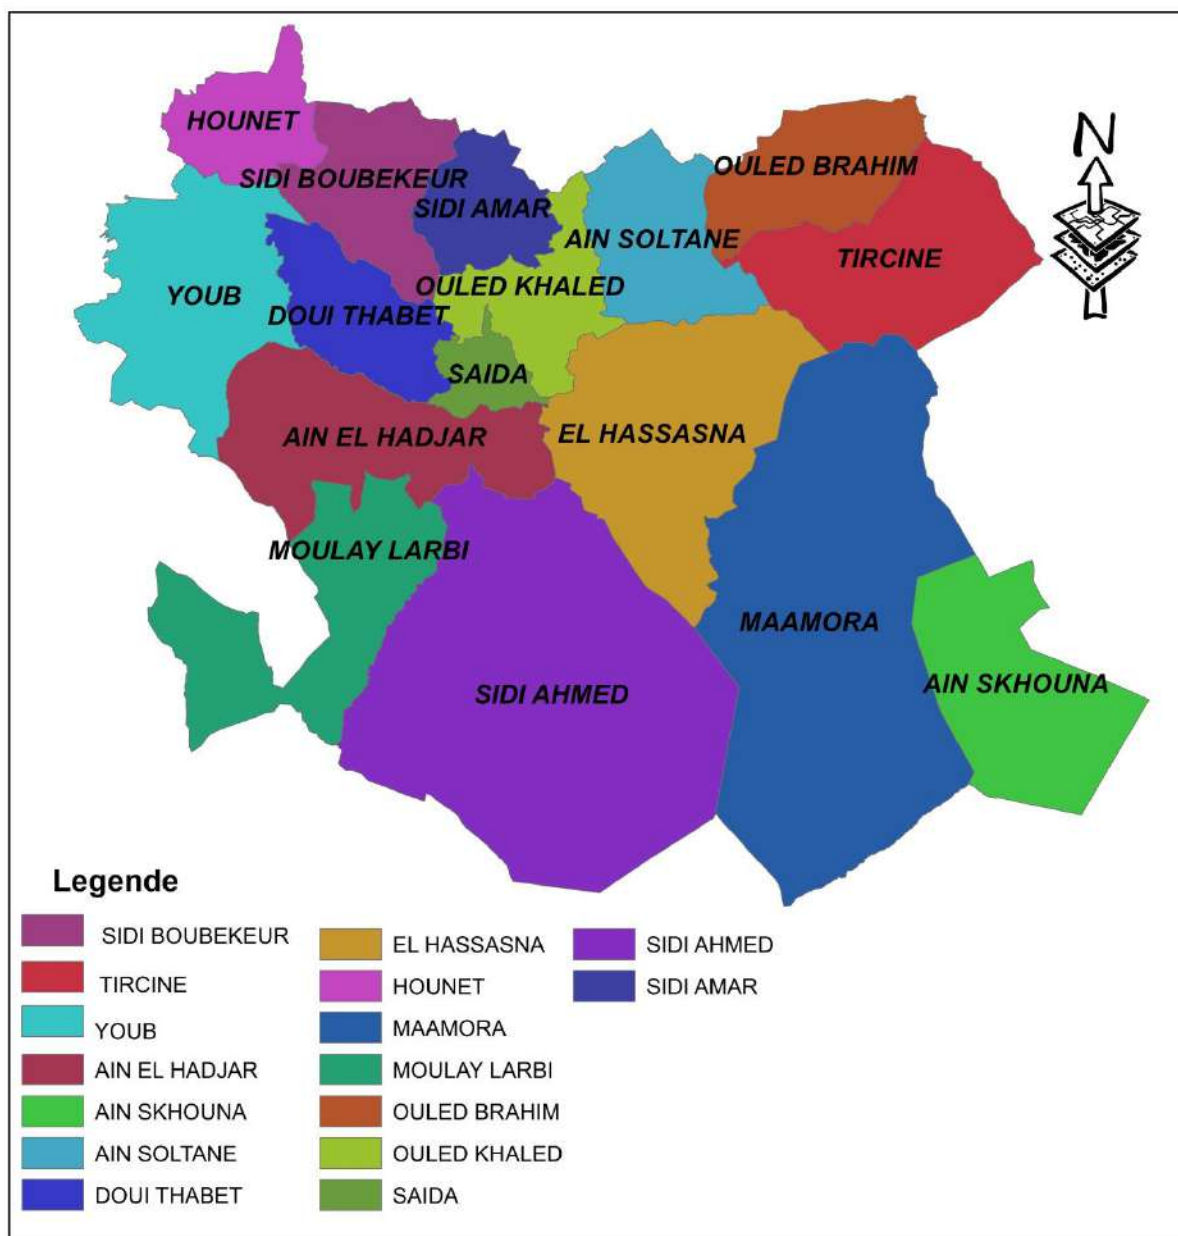 HOUNET
N
OULED BRAHIM
SIDI BOUBEKEUR
SIDI AMAR
AIN SOLTANE
TIRCINE
OULED KHALED
YOUB
DOUI THABET
SAIDA
AIN EL HADJAR
EL HASSASNA
MOULAY LARBI
MAAMORA
AIN SKHOUNA
SIDI AHMED
Legende
SIDI BOUBEKEUR
TIRCINE
YOUB
AIN EL HADJAR
AIN SKHOUNA
AIN SOLTANE
DOUI THABET
EL HASSASNA
HOUNET
MAAMORA
MOULAY LARBI
OULED BRAHIM
OULED KHALED
SAIDA
SIDI AHMED
SIDI AMAR